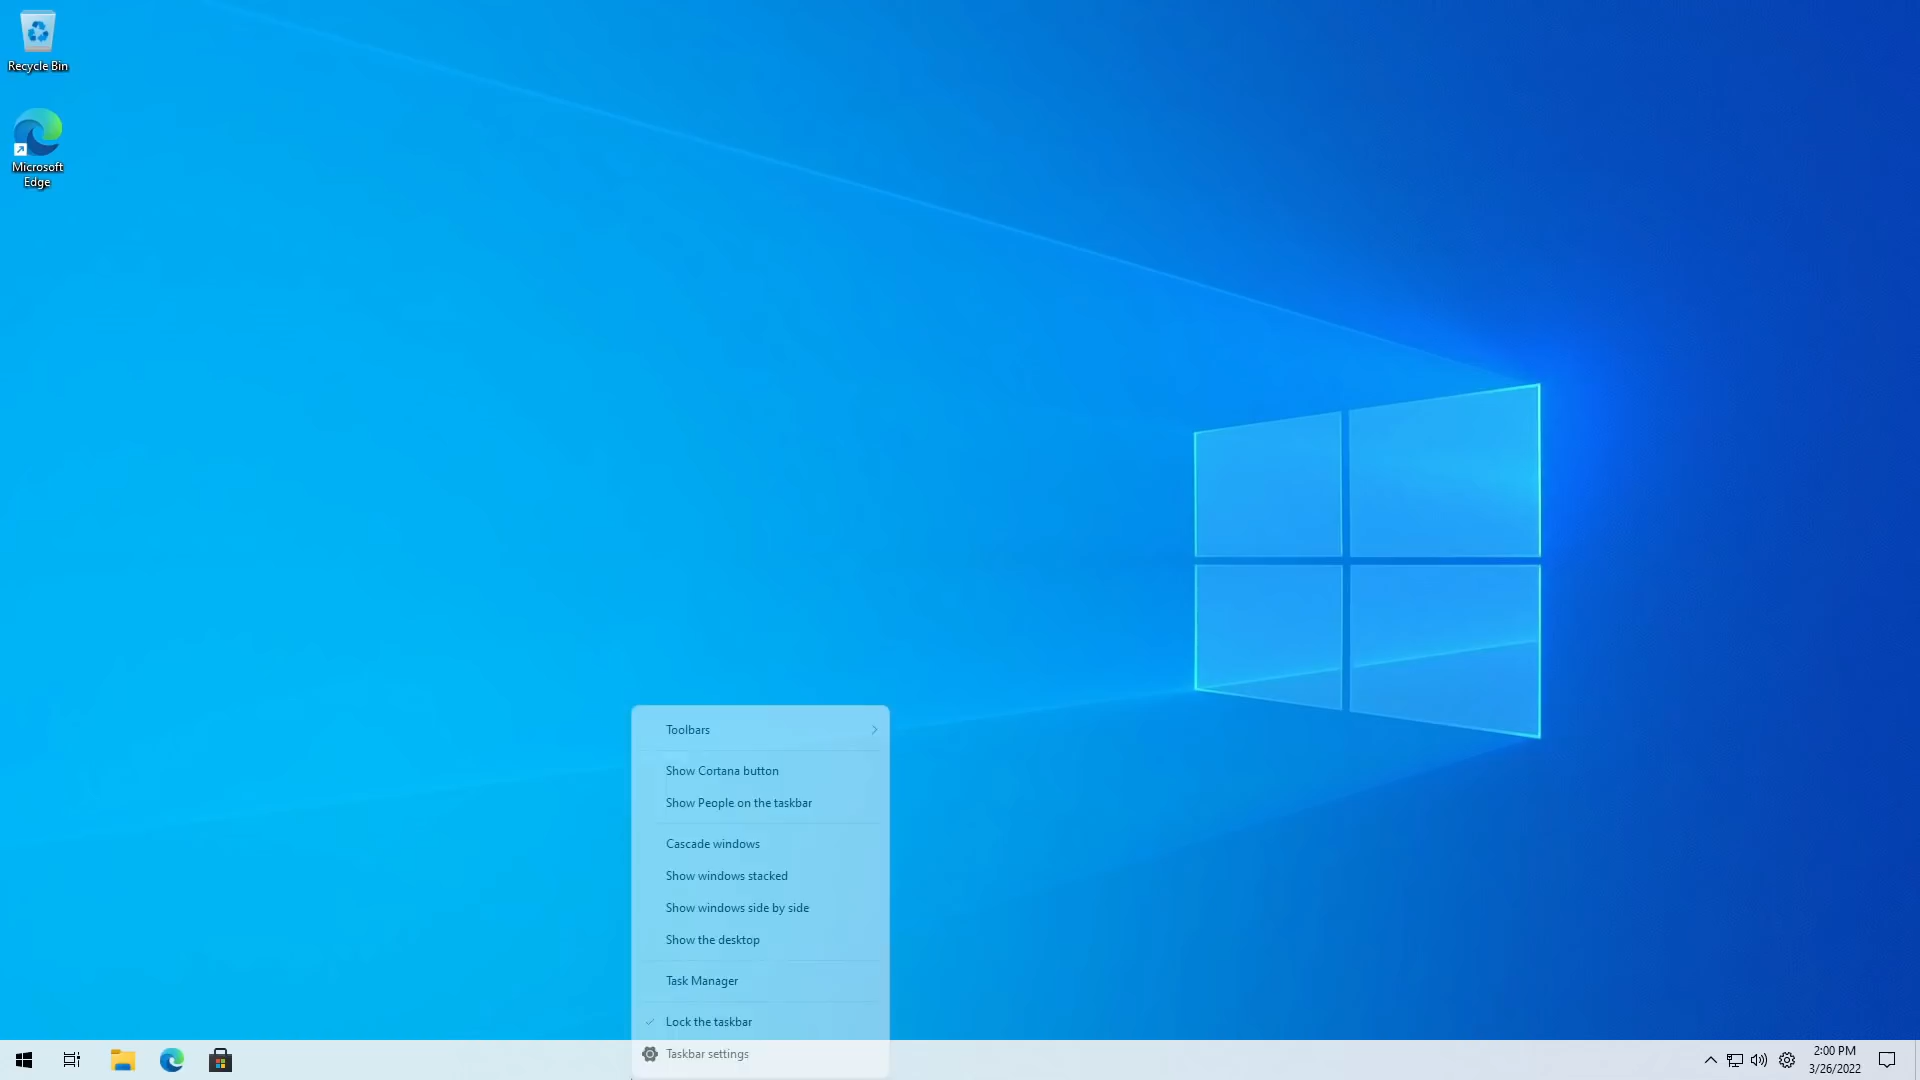 Recycle Bin
Microsoft
Edge
Toolbars
Show Cortana button
Show People on the taskbar
Cascade windows
Show windows stacked
Show windows side by side
Show the desktop
Task Manager
Lock the taskbar
Taskbar settings
2:00 PM
3/26/2022